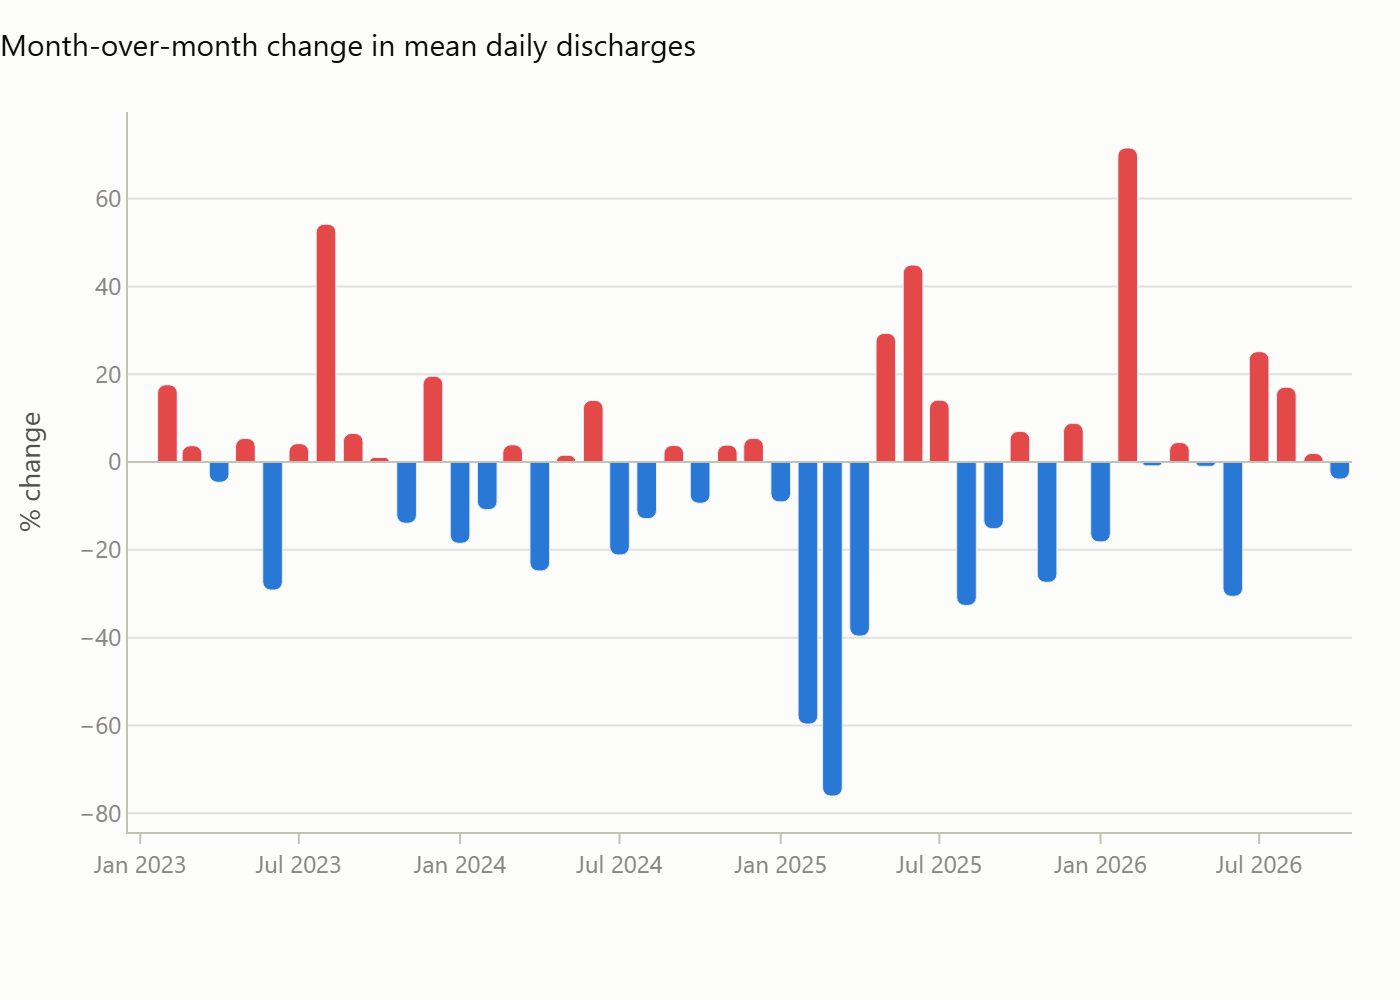 Month-over-month change in mean daily discharges
% change
60
40
20
0
−20
−40
−60
−80
Jan 2023
Jul 2023
Jan 2024
Jul 2024
Jan 2025
Jul 2025
Jan 2026
Jul 2026